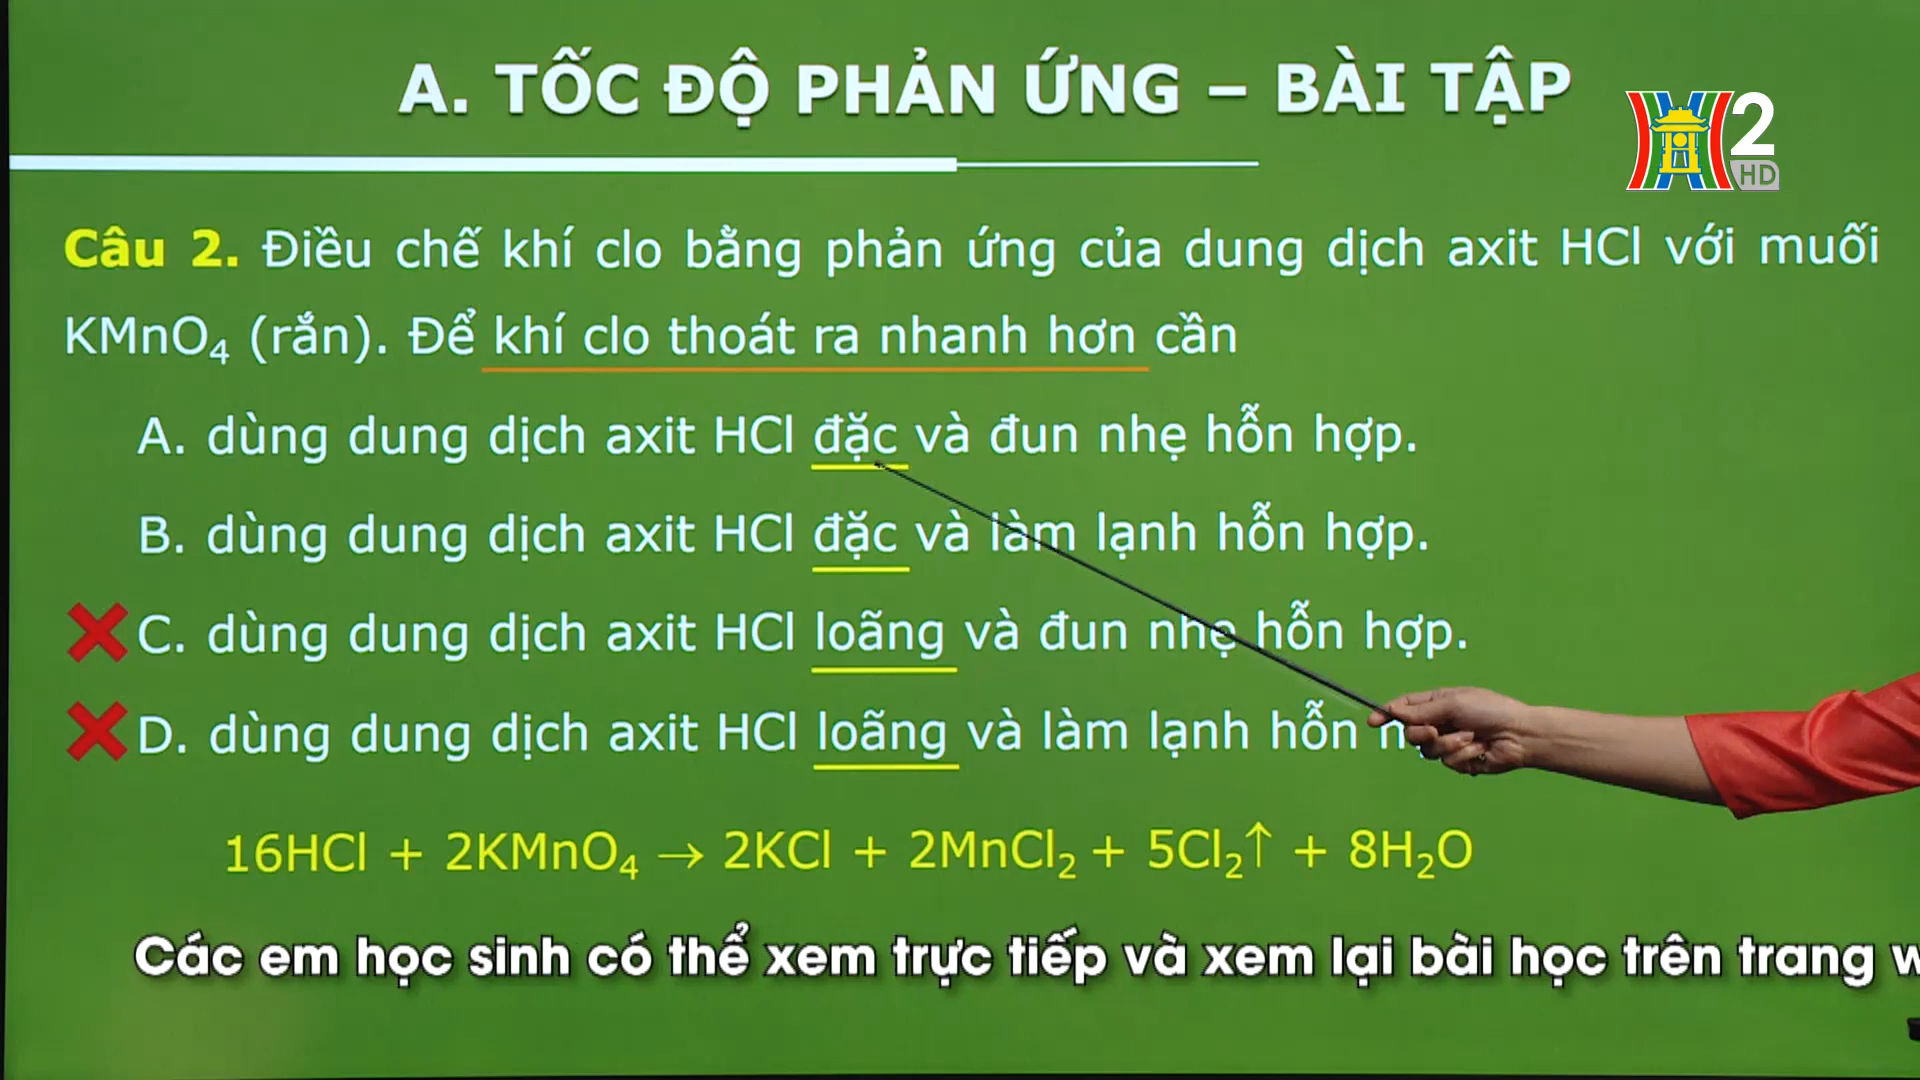 A. TỐC ĐỘ PHẢN ỨNG – BÀI TẬP
2
HD
Câu 2. Điều chế khí clo bằng phản ứng của dung dịch axit HCl với muối
KMnO₄ (rắn). Để khí clo thoát ra nhanh hơn cần
A. dùng dung dịch axit HCl đặc và đun nhẹ hỗn hợp.
B. dùng dung dịch axit HCl đặc và làm lạnh hỗn hợp.
C. dùng dung dịch axit HCl loãng và đun nhẹ hỗn hợp.
D. dùng dung dịch axit HCl loãng và làm lạnh hỗn
16HCl + 2KMnO₄ → 2KCl + 2MnCl₂ + 5Cl₂↑ + 8H₂O
Các em học sinh có thể xem trực tiếp và xem lại bài học trên trang